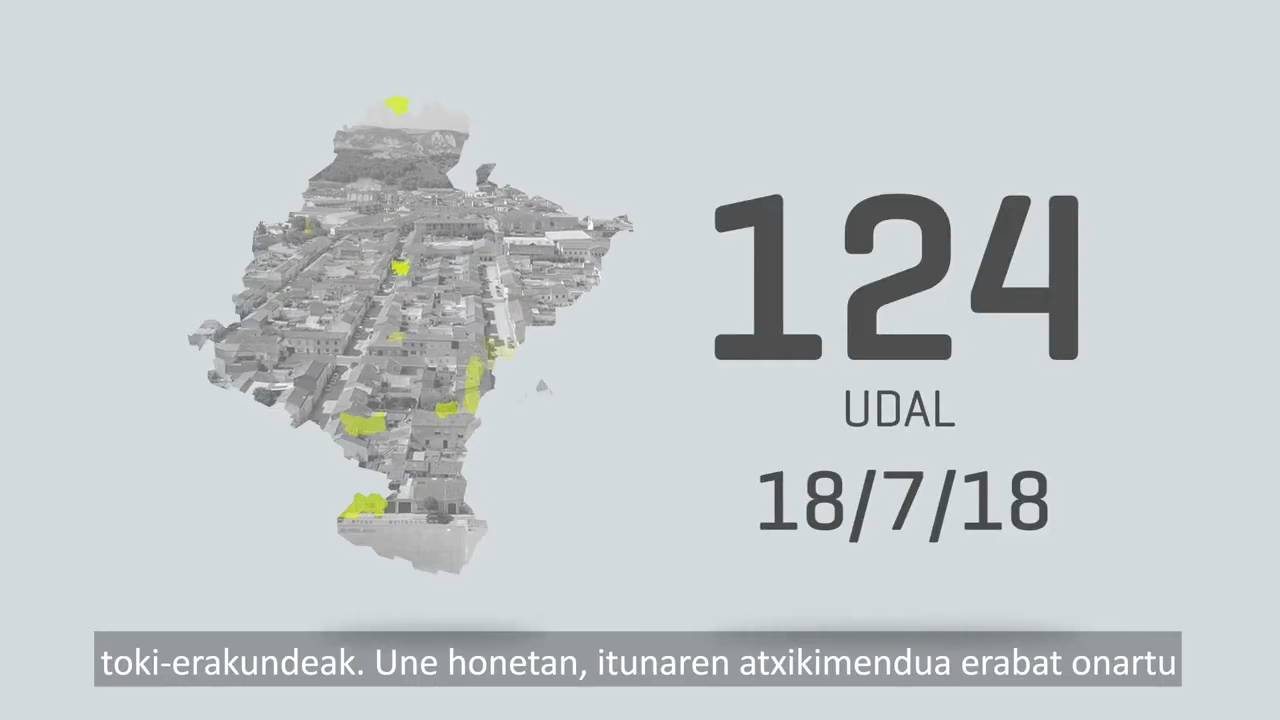 124
UDAL
18/7/18
toki-erakundeak. Une honetan, itunaren atxikimendua erabat onartu